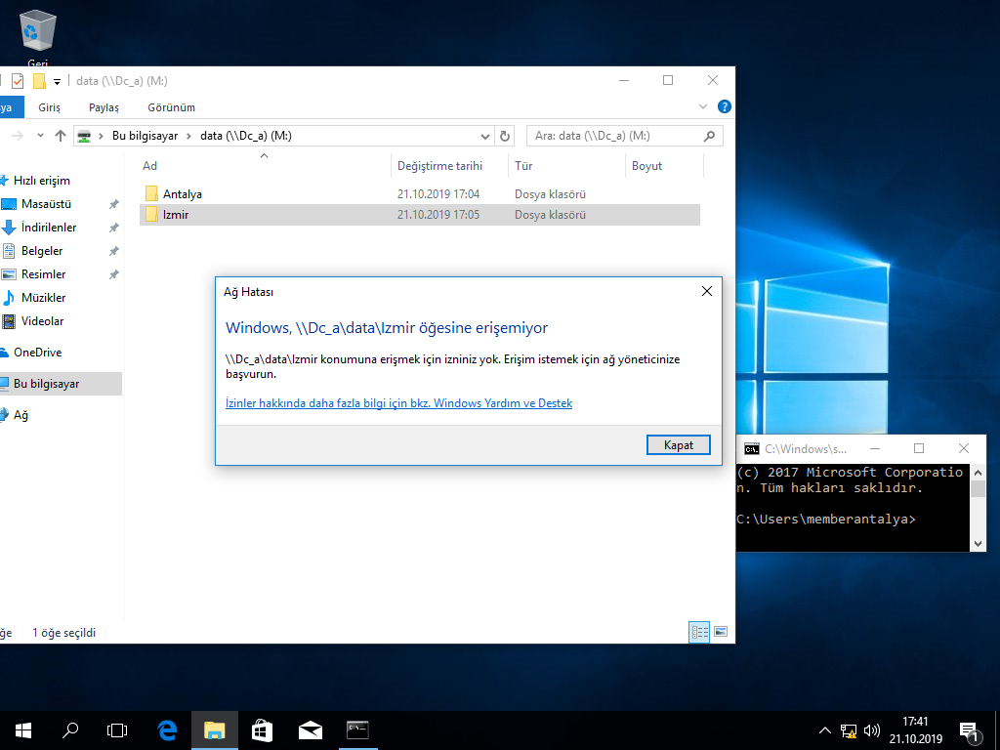 Geri
data (\\Dc_a) (M:)
ya Giriş Paylaş Görünüm
Bu bilgisayar data (\\Dc_a) (M:) Ara: data (\\Dc_a) (M:)
Ad Değiştirme tarihi Tür Boyut
Antalya 21.10.2019 17:04 Dosya klasörü
Izmir 21.10.2019 17:05 Dosya klasörü
Hızlı erişim
Masaüstü
İndirilenler
Belgeler
Resimler
Müzikler
Videolar
OneDrive
Bu bilgisayar
Ağ
Ağ Hatası
Windows, \\Dc_a\data\Izmir öğesine erişemiyor
\\Dc_a\data\Izmir konumuna erişmek için izniniz yok. Erişim istemek için ağ yöneticinize
başvurun.
İzinler hakkında daha fazla bilgi için bkz. Windows Yardım ve Destek
Kapat
C:\Windows\s...
(c) 2017 Microsoft Corporatio
n. Tüm hakları saklıdır.
C:\Users\memberantalya>
ğe 1 öğe seçildi
17:41
21.10.2019
1